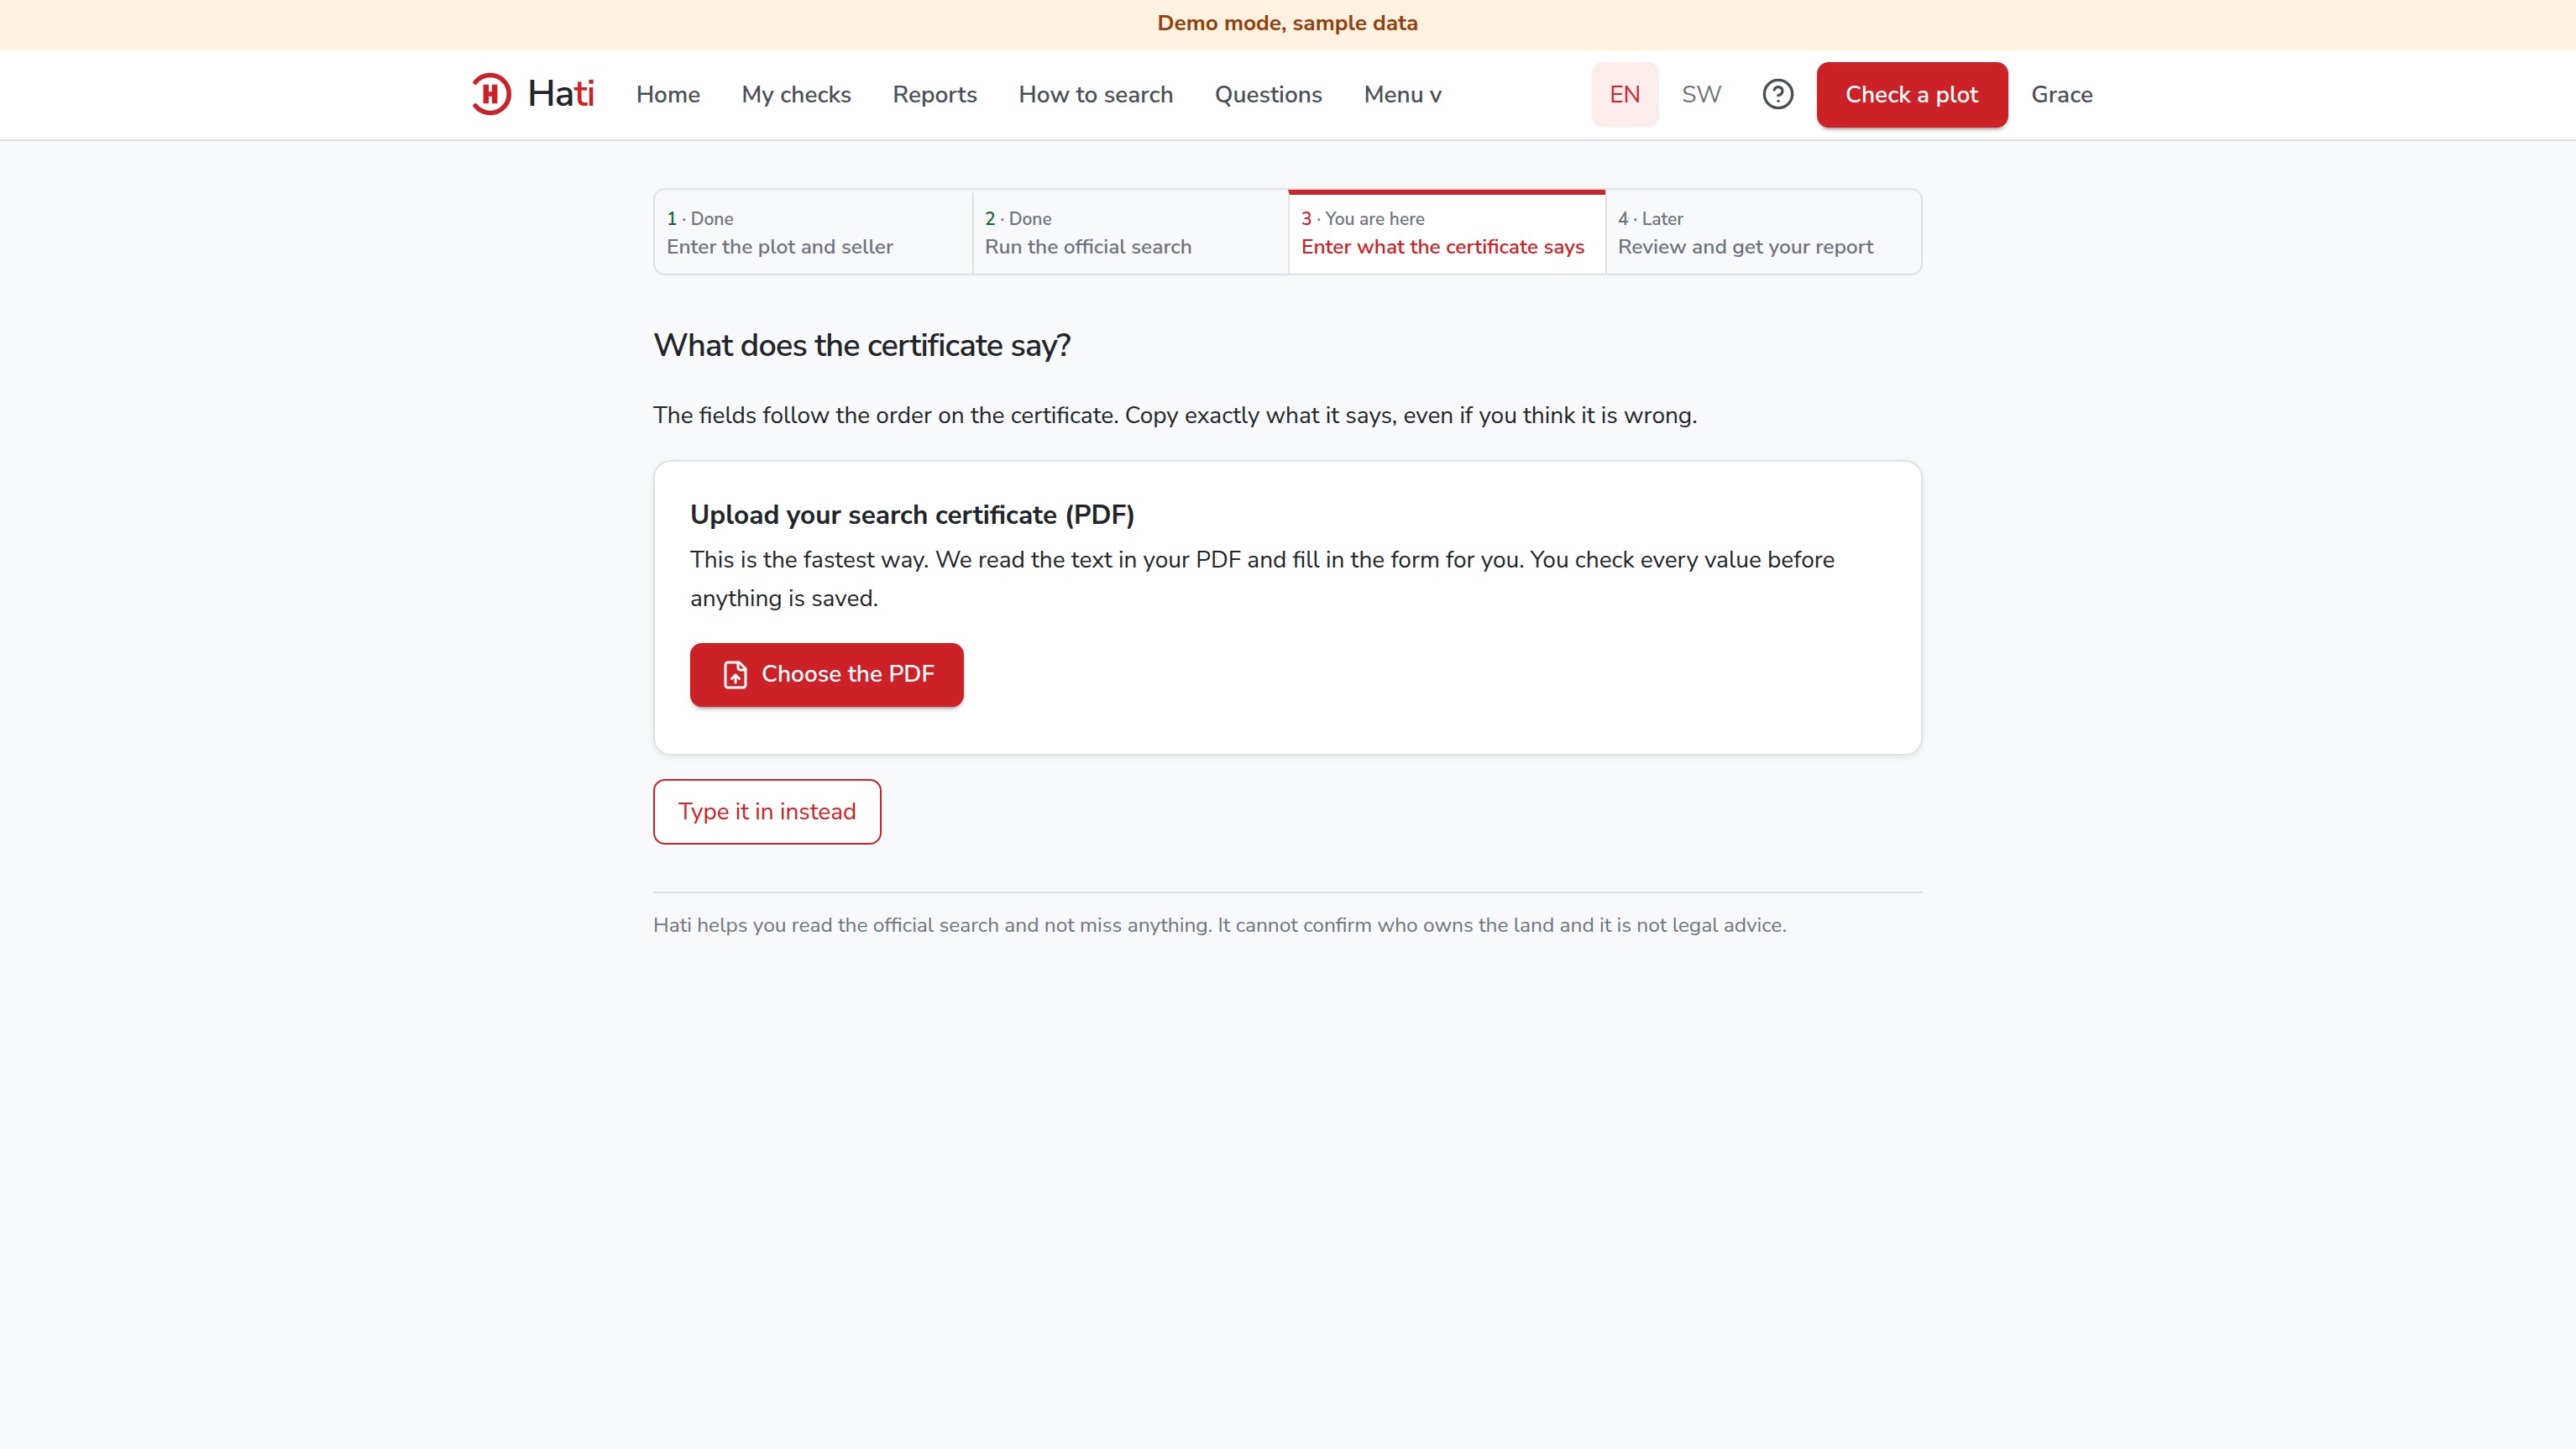 Demo mode, sample data
Hati
Home
My checks
Reports
How to search
Questions
Menu v
EN
SW
Check a plot
Grace
1 · Done
Enter the plot and seller
2 · Done
Run the official search
3 · You are here
Enter what the certificate says
4 · Later
Review and get your report
What does the certificate say?
The fields follow the order on the certificate. Copy exactly what it says, even if you think it is wrong.
Upload your search certificate (PDF)
This is the fastest way. We read the text in your PDF and fill in the form for you. You check every value before
anything is saved.
Choose the PDF
Type it in instead
Hati helps you read the official search and not miss anything. It cannot confirm who owns the land and it is not legal advice.